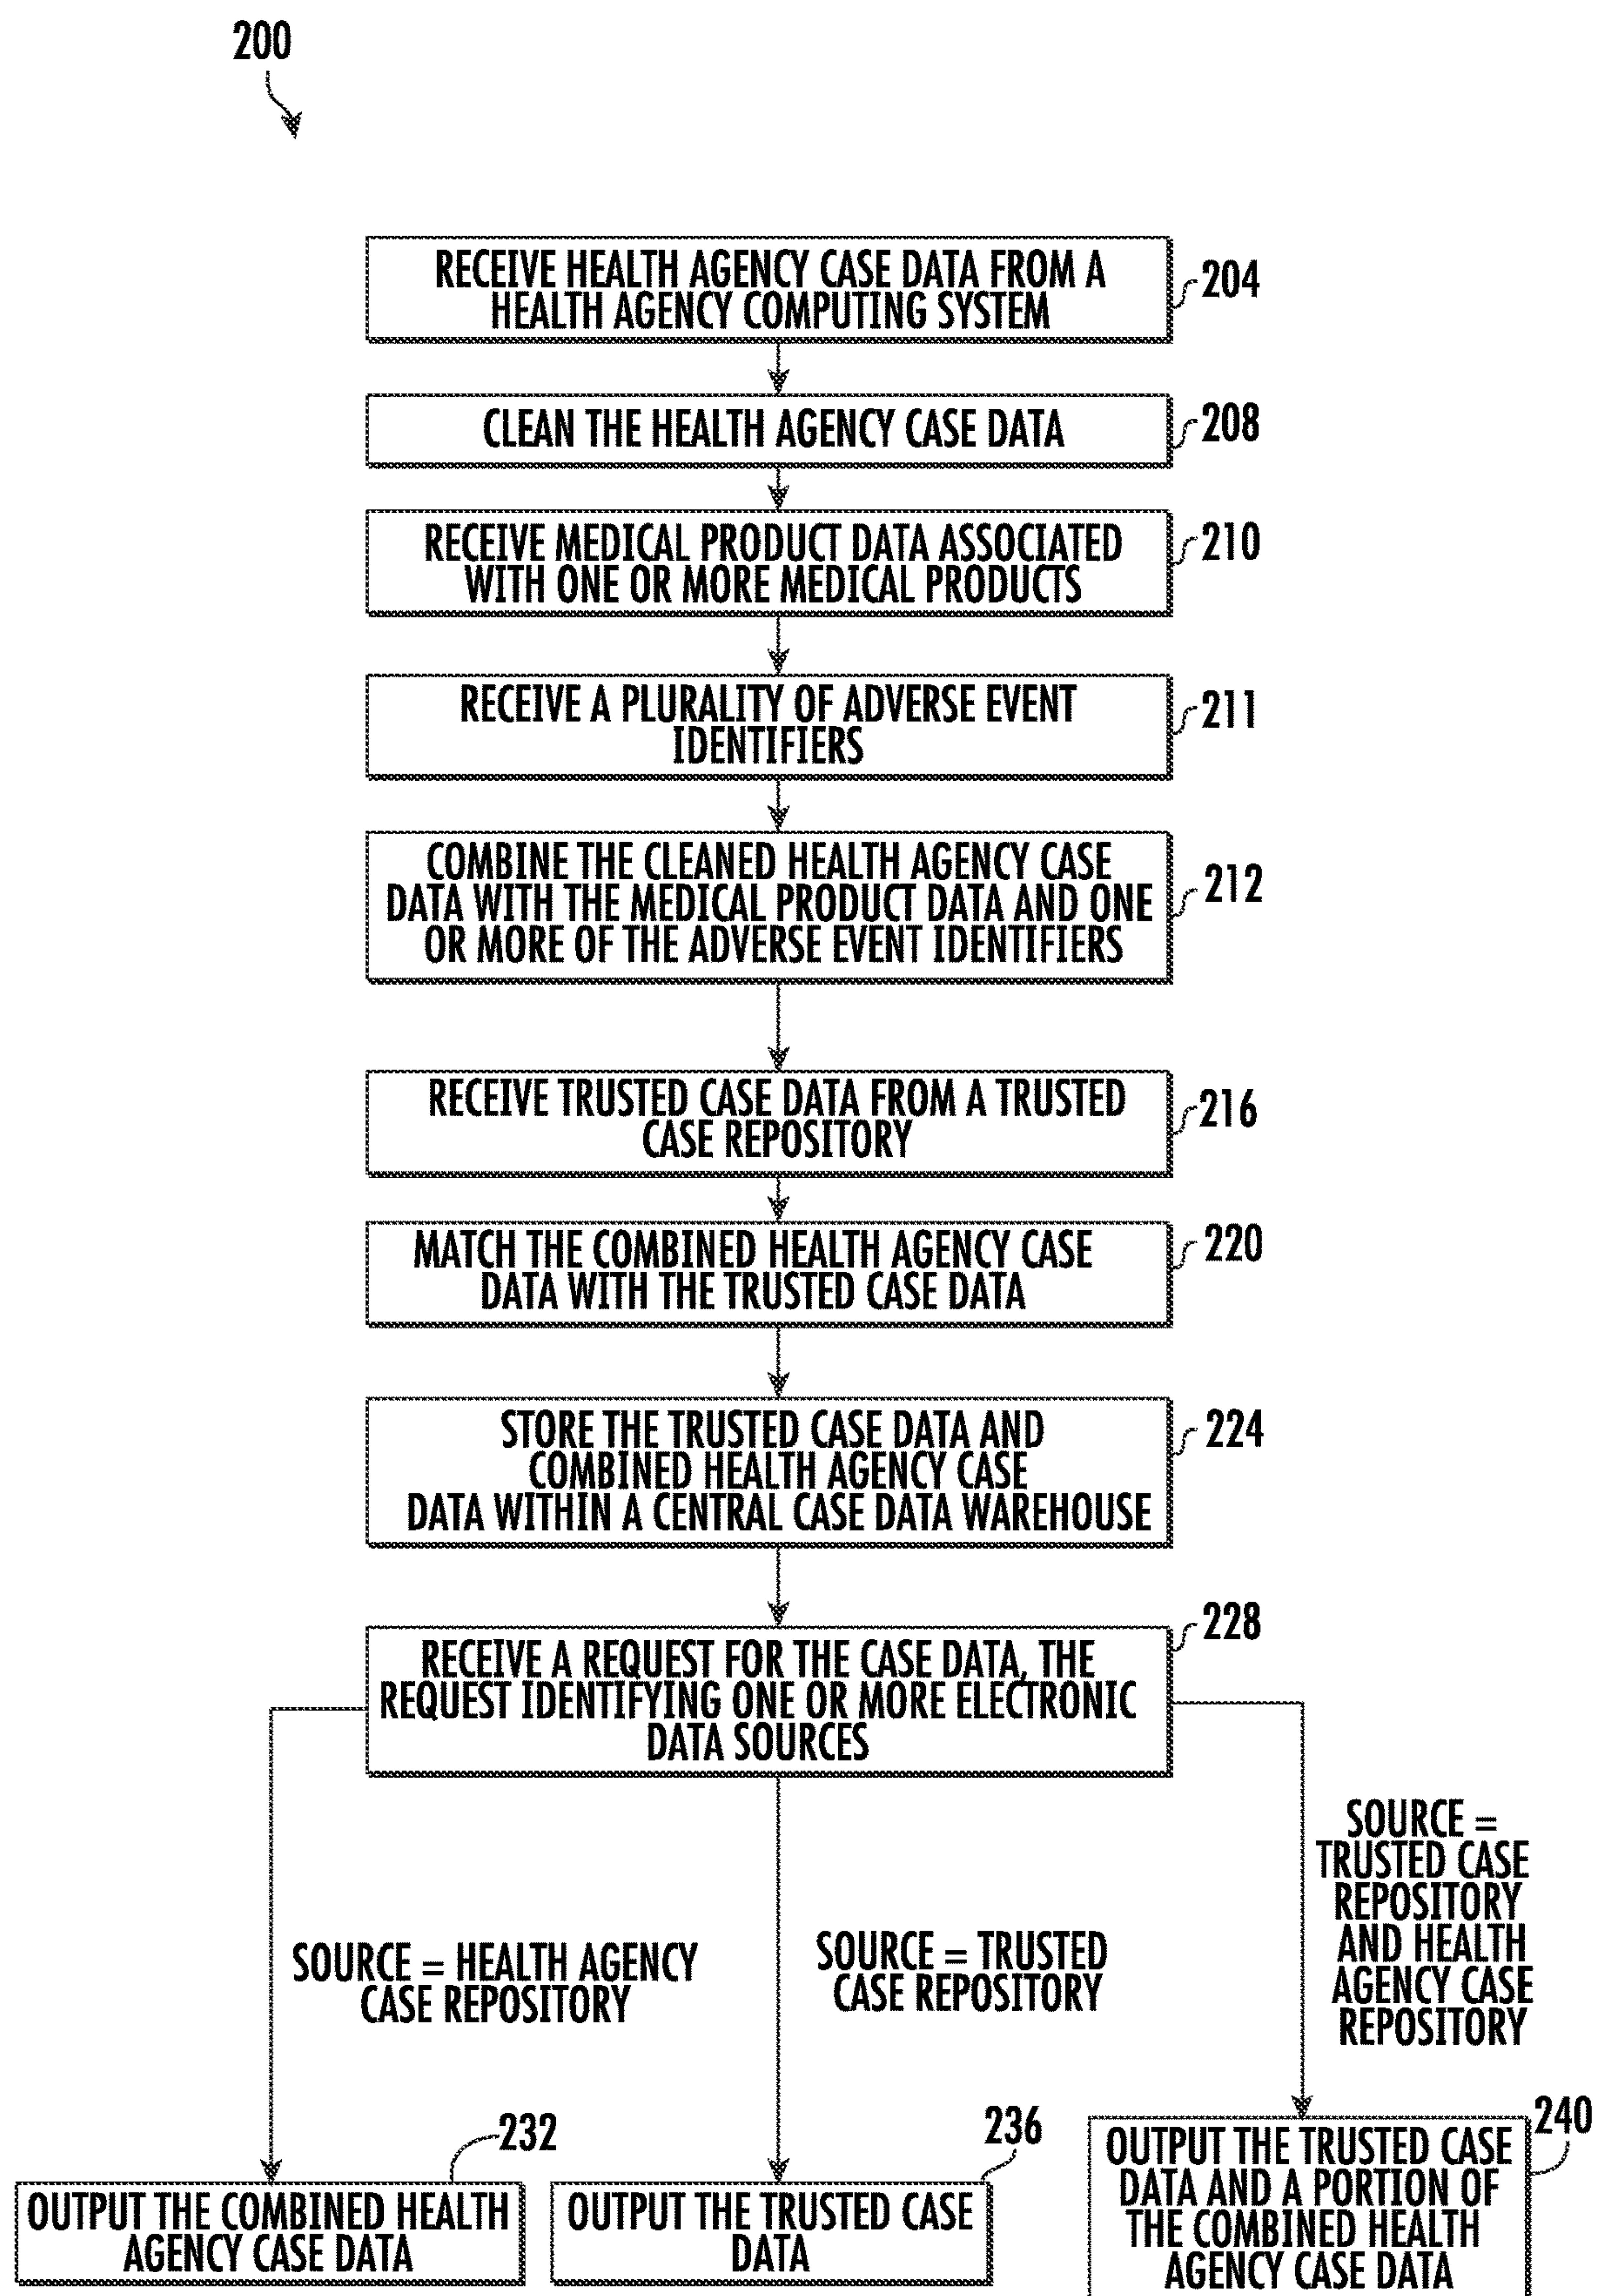 200
RECEIVE HEALTH AGENCY CASE DATA FROM A
HEALTH AGENCY COMPUTING SYSTEM
204
CLEAN THE HEALTH AGENCY CASE DATA
208
RECEIVE MEDICAL PRODUCT DATA ASSOCIATED
WITH ONE OR MORE MEDICAL PRODUCTS
210
RECEIVE A PLURALITY OF ADVERSE EVENT
IDENTIFIERS
211
COMBINE THE CLEANED HEALTH AGENCY CASE
DATA WITH THE MEDICAL PRODUCT DATA AND ONE
OR MORE OF THE ADVERSE EVENT IDENTIFIERS
212
RECEIVE TRUSTED CASE DATA FROM A TRUSTED
CASE REPOSITORY
216
MATCH THE COMBINED HEALTH AGENCY CASE
DATA WITH THE TRUSTED CASE DATA
220
STORE THE TRUSTED CASE DATA AND
COMBINED HEALTH AGENCY CASE
DATA WITHIN A CENTRAL CASE DATA WAREHOUSE
224
RECEIVE A REQUEST FOR THE CASE DATA, THE
REQUEST IDENTIFYING ONE OR MORE ELECTRONIC
DATA SOURCES
228
SOURCE = HEALTH AGENCY
CASE REPOSITORY
SOURCE = TRUSTED
CASE REPOSITORY
SOURCE =
TRUSTED CASE
REPOSITORY
AND HEALTH
AGENCY CASE
REPOSITORY
232
OUTPUT THE COMBINED HEALTH
AGENCY CASE DATA
236
OUTPUT THE TRUSTED CASE
DATA
240
OUTPUT THE TRUSTED CASE
DATA AND A PORTION OF
THE COMBINED HEALTH
AGENCY CASE DATA